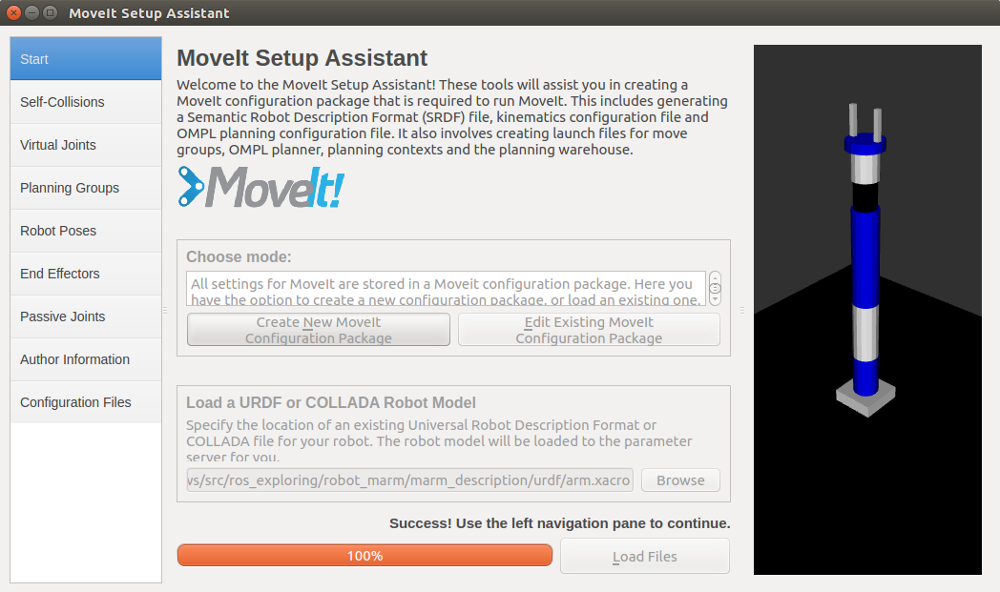 MoveIt Setup Assistant
Start
Self-Collisions
Virtual Joints
Planning Groups
Robot Poses
End Effectors
Passive Joints
Author Information
Configuration Files
MoveIt Setup Assistant
Welcome to the MoveIt Setup Assistant! These tools will assist you in creating a
MoveIt configuration package that is required to run MoveIt. This includes generating
a Semantic Robot Description Format (SRDF) file, kinematics configuration file and
OMPL planning configuration file. It also involves creating launch files for move
groups, OMPL planner, planning contexts and the planning warehouse.
MoveIt!
Choose mode:
All settings for MoveIt are stored in a Moveit configuration package. Here you
have the option to create a new configuration package, or load an existing one.
Create New MoveIt
Configuration Package
Edit Existing MoveIt
Configuration Package
Load a URDF or COLLADA Robot Model
Specify the location of an existing Universal Robot Description Format or
COLLADA file for your robot. The robot model will be loaded to the parameter
server for you.
ws/src/ros_exploring/robot_marm/marm_description/urdf/arm.xacro
Browse
Success! Use the left navigation pane to continue.
100%
Load Files